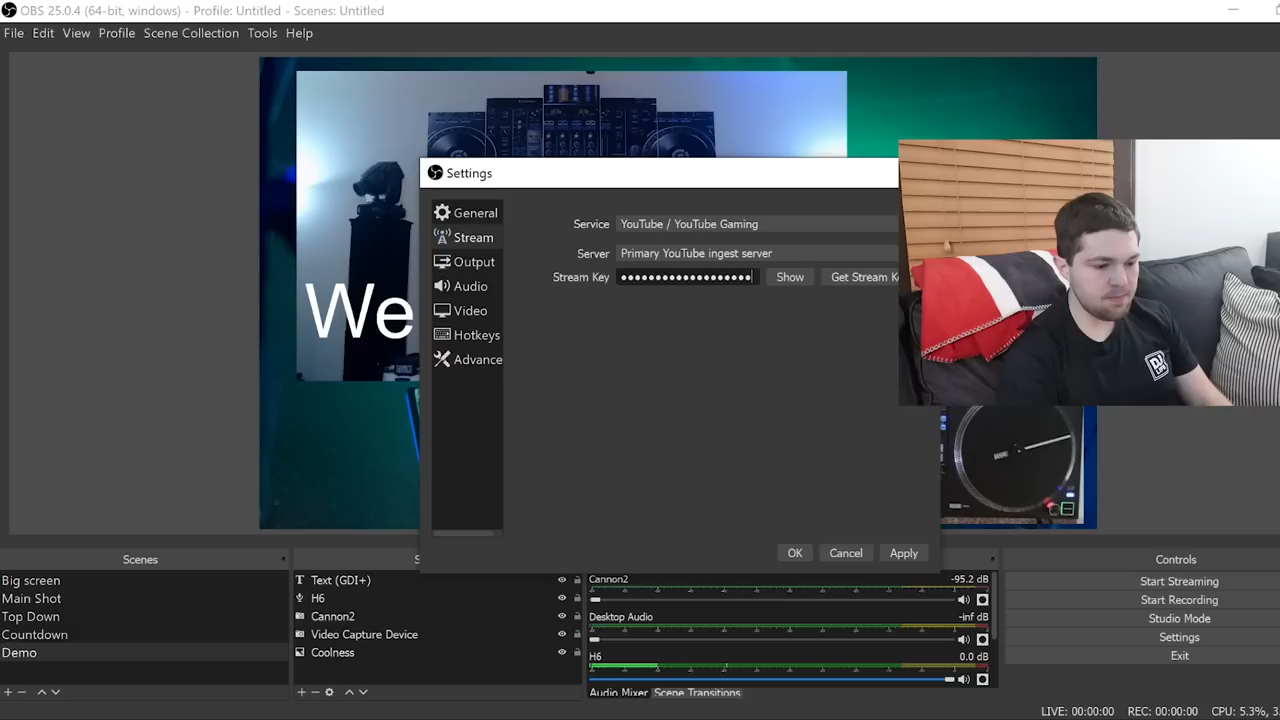 OBS 25.0.4 (64-bit, windows) - Profile: Untitled - Scenes: Untitled
File Edit View Profile Scene Collection Tools Help
We
Settings
General
Stream
Output
Audio
Video
Hotkeys
Advance
Service YouTube / YouTube Gaming
Server Primary YouTube ingest server
Stream Key ●●●●●●●●●●●●●●●●●●● Show Get Stream Ke
OK Cancel Apply
Scenes
Big screen
Main Shot
Top Down
Countdown
Demo
S
Text (GDI+)
H6
Cannon2
Video Capture Device
Coolness
Cannon2 -95.2 dB
Desktop Audio -inf dB
H6 0.0 dB
Audio Mixer Scene Transitions
Controls
Start Streaming
Start Recording
Studio Mode
Settings
Exit
LIVE: 00:00:00 REC: 00:00:00 CPU: 5.3%, 3